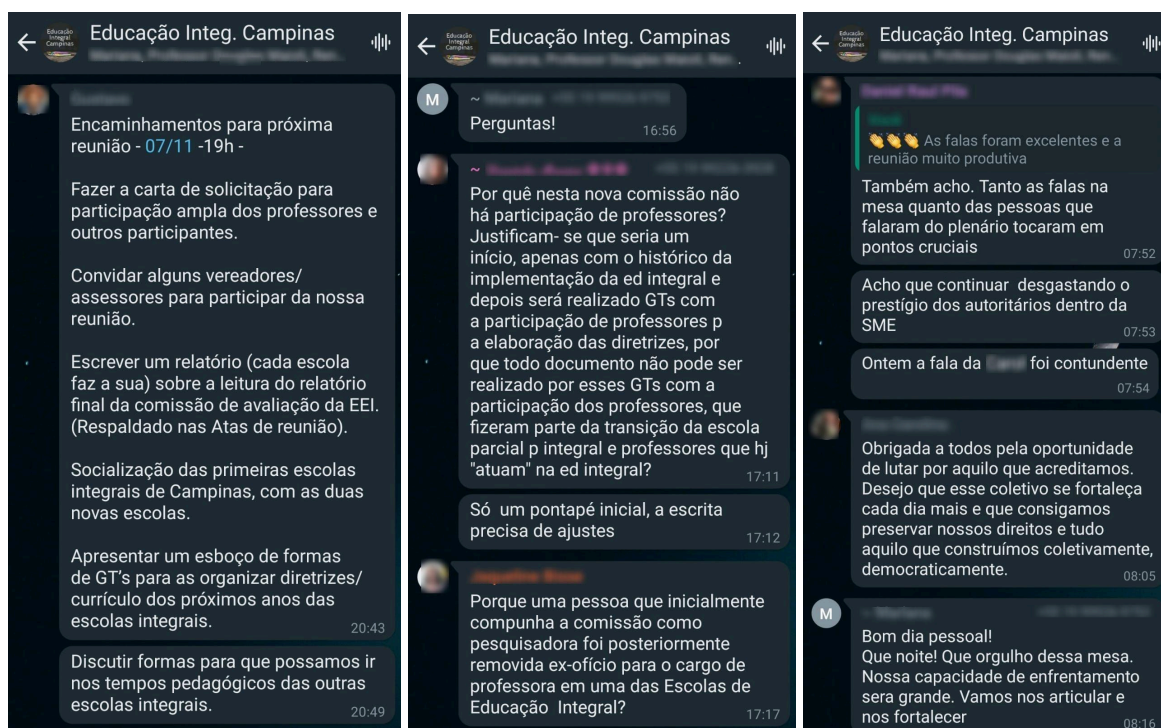 Educação Integ. Campinas
Encaminhamentos para próxima
reunião - 07/11 -19h -
Fazer a carta de solicitação para
participação ampla dos professores e
outros participantes.
Convidar alguns vereadores/
assessores para participar da nossa
reunião.
Escrever um relatório (cada escola
faz a sua) sobre a leitura do relatório
final da comissão de avaliação da EEI.
(Respaldado nas Atas de reunião).
Socialização das primeiras escolas
integrais de Campinas, com as duas
novas escolas.
Apresentar um esboço de formas
de GT's para as organizar diretrizes/
currículo dos próximos anos das
escolas integrais.
20:43
Discutir formas para que possamos ir
nos tempos pedagógicos das outras
escolas integrais.
20:49
Educação Integ. Campinas
M
Perguntas!
16:56
Por quê nesta nova comissão não
há participação de professores?
Justificam- se que seria um
início, apenas com o histórico da
implementação da ed integral e
depois será realizado GTs com
a participação de professores p
a elaboração das diretrizes, por
que todo documento não pode ser
realizado por esses GTs com a
participação dos professores, que
fizeram parte da transição da escola
parcial p integral e professores que hj
"atuam" na ed integral?
17:11
Só um pontapé inicial, a escrita
precisa de ajustes
17:12
Porque uma pessoa que inicialmente
compunha a comissão como
pesquisadora foi posteriormente
removida ex-ofício para o cargo de
professora em uma das Escolas de
Educação Integral?
17:17
Educação Integ. Campinas
👏👏👏 As falas foram excelentes e a
reunião muito produtiva
Também acho. Tanto as falas na
mesa quanto das pessoas que
falaram do plenário tocaram em
pontos cruciais
07:52
Acho que continuar desgastando o
prestígio dos autoritários dentro da
SME
07:53
Ontem a fala da foi contundente
07:54
Obrigada a todos pela oportunidade
de lutar por aquilo que acreditamos.
Desejo que esse coletivo se fortaleça
cada dia mais e que consigamos
preservar nossos direitos e tudo
aquilo que construímos coletivamente,
democraticamente.
08:05
M
Bom dia pessoal!
Que noite! Que orgulho dessa mesa.
Nossa capacidade de enfrentamento
sera grande. Vamos nos articular e
nos fortalecer
08:16